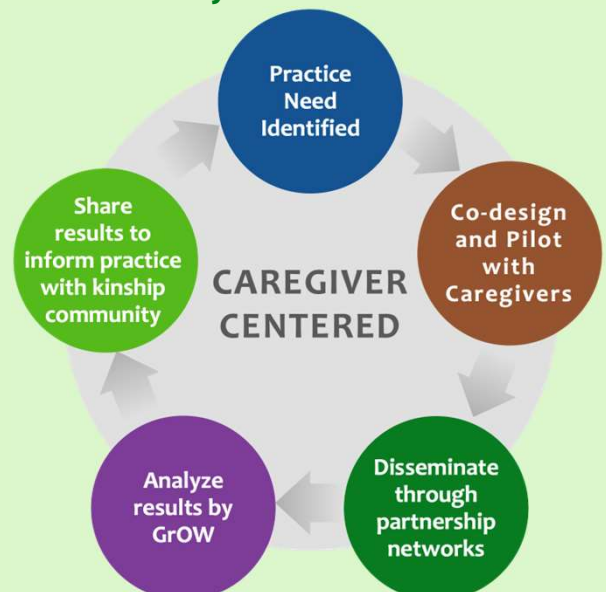 Practice
Need
Identified
Co-design
and Pilot
with
Caregivers
Share
results to
inform practice
with kinship
community
CAREGIVER
CENTERED
Disseminate
through
partnership
networks
Analyze
results by
GrOW